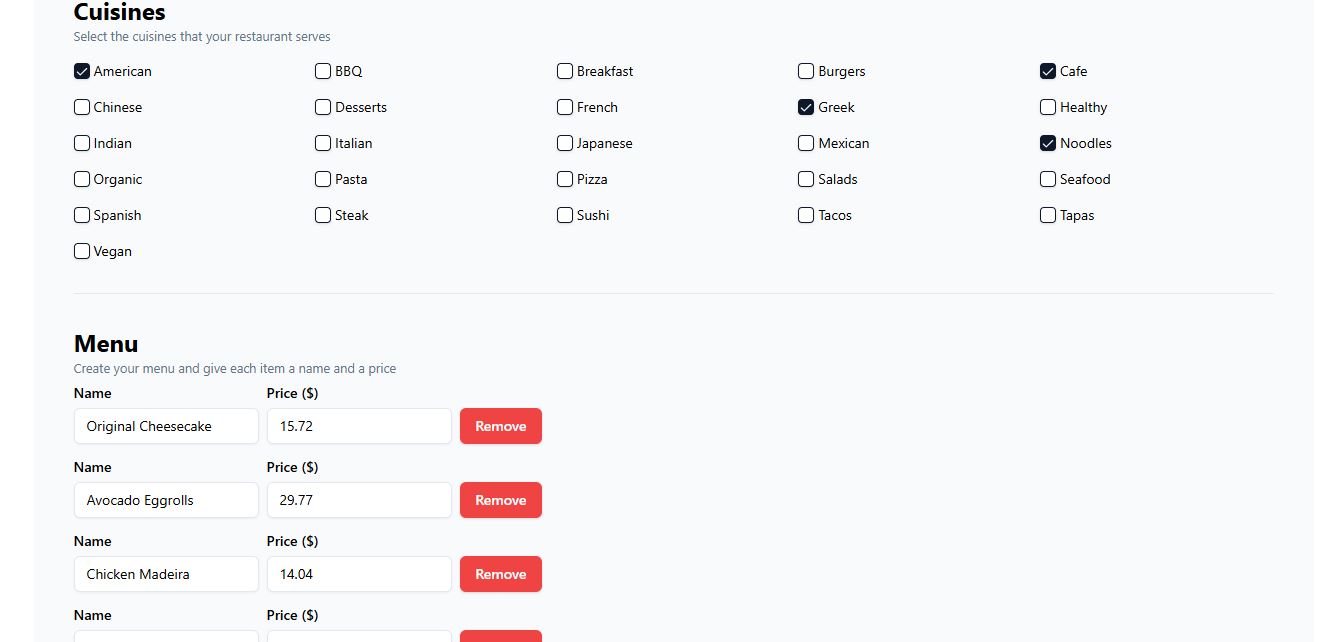 Cuisines
Select the cuisines that your restaurant serves
American BBQ Breakfast Burgers Cafe
Chinese Desserts French Greek Healthy
Indian Italian Japanese Mexican Noodles
Organic Pasta Pizza Salads Seafood
Spanish Steak Sushi Tacos Tapas
Vegan
Menu
Create your menu and give each item a name and a price
Name Price ($)
Original Cheesecake 15.72 Remove
Name Price ($)
Avocado Eggrolls 29.77 Remove
Name Price ($)
Chicken Madeira 14.04 Remove
Name Price ($)